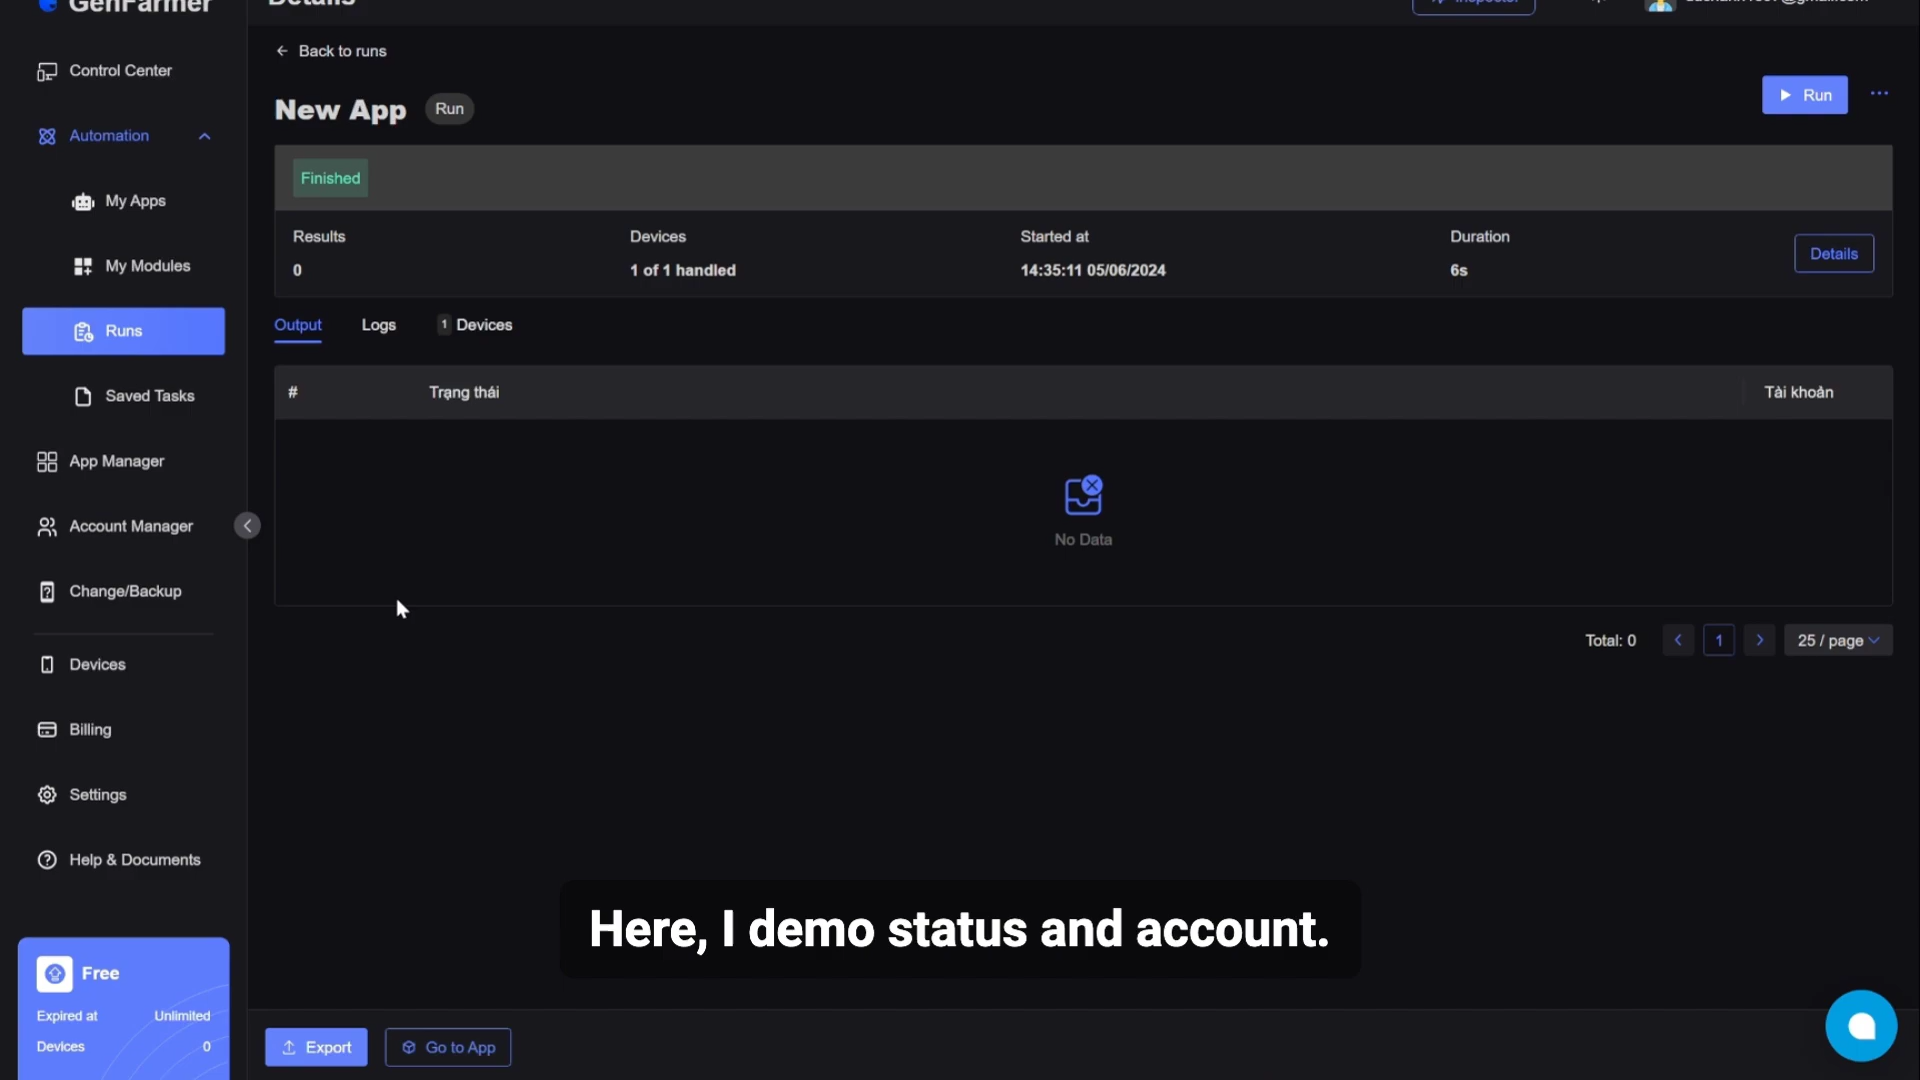 GenFarmer
Details
Inspector
Control Center
Automation
My Apps
My Modules
Runs
Saved Tasks
App Manager
Account Manager
Change/Backup
Devices
Billing
Settings
Help & Documents
Free
Expired at Unlimited
Devices 0
Back to runs
New App Run
Run
Finished
Results Devices Started at Duration
0 1 of 1 handled 14:35:11 05/06/2024 6s
Details
Output Logs 1 Devices
# Trạng thái Tài khoản
No Data
Total: 0 1 25 / page
Here, I demo status and account.
Export Go to App